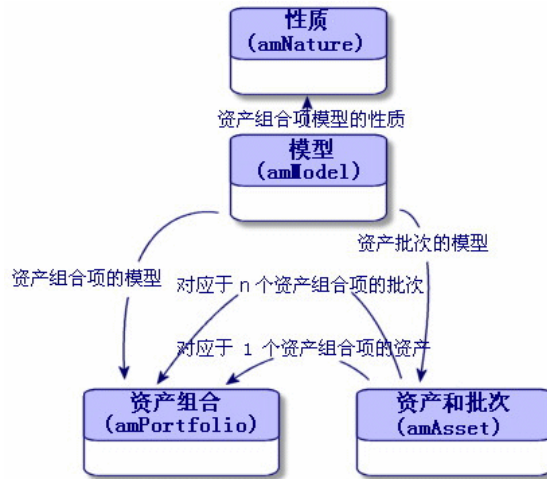 性质
(amNature)
资产组合项模型的性质
模型
(amModel)
资产批次的模型
资产组合项的模型
对应于 n 个资产组合项的批次
对应于 1 个资产组合项的资产
资产组合
(amPortfolio)
资产和批次
(amAsset)